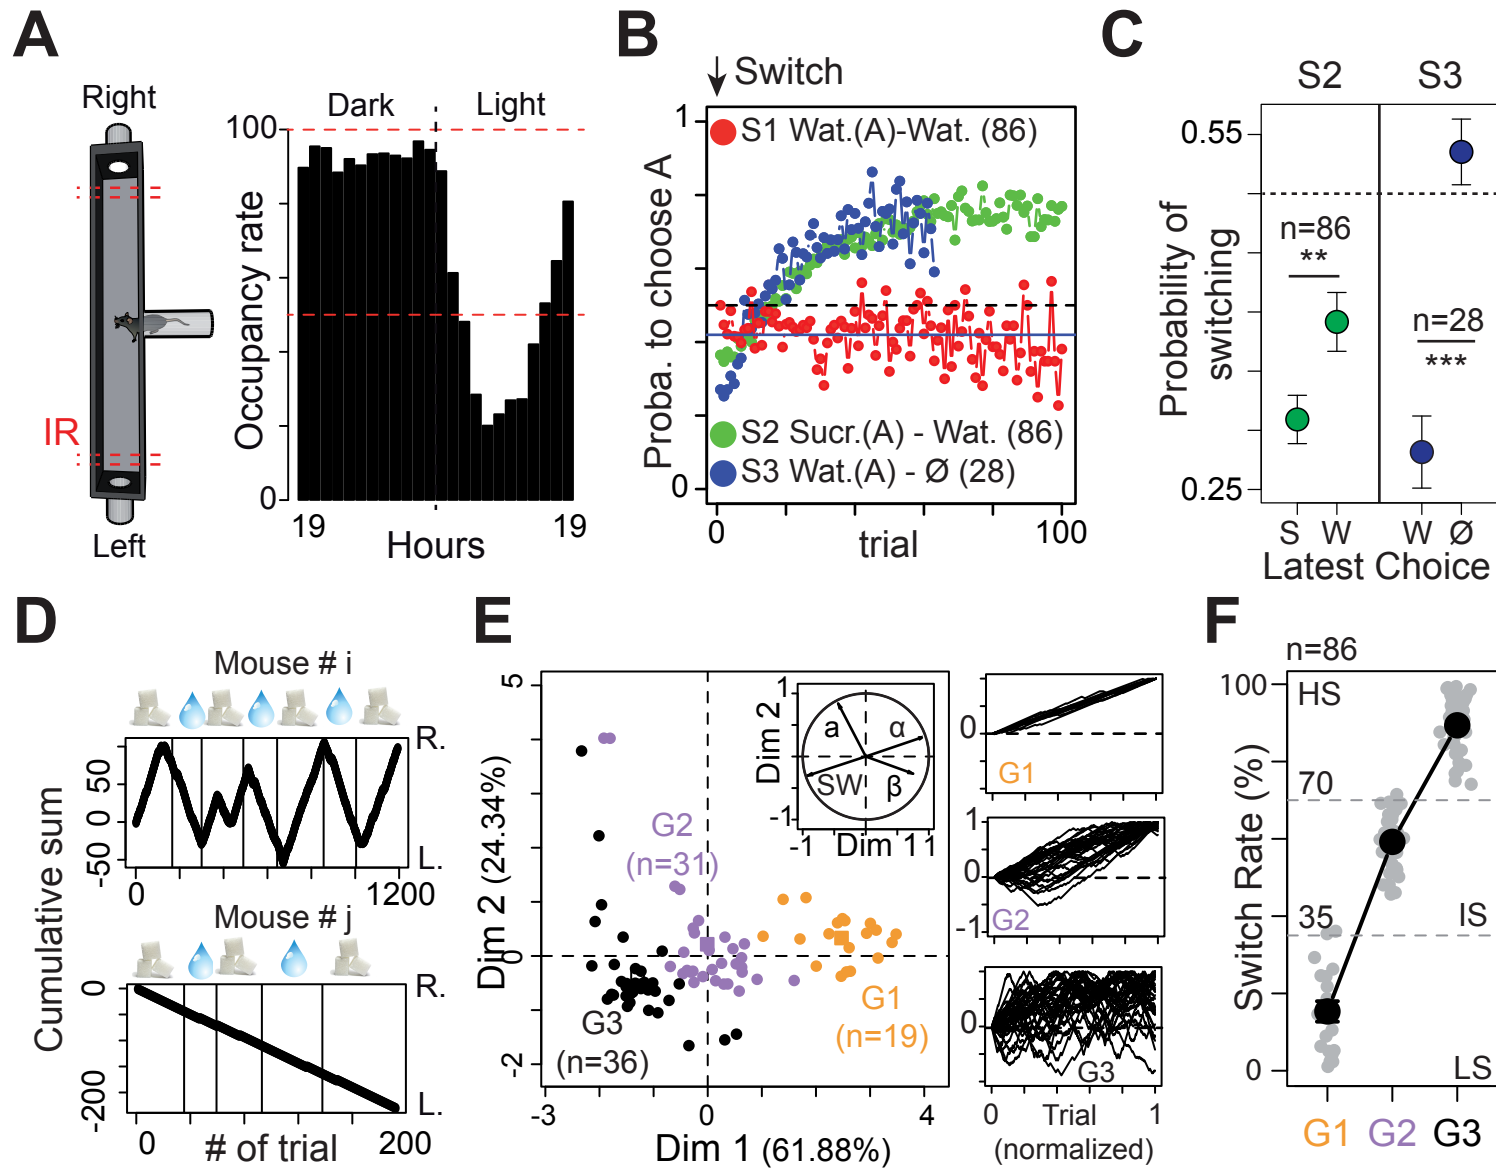 A
Right
IR
Left
Dark
Light
100
Occupancy rate
0
19
Hours
19
B
Switch
1
S1 Wat.(A)-Wat. (86)
Proba. to choose A
S2 Sucr.(A) - Wat. (86)
S3 Wat.(A) - Ø (28)
0
0
trial
100
C
S2
S3
0.55
Probability of
switching
n=86
**
n=28
***
0.25
S
W
W
Ø
Latest Choice
D
Mouse # i
R.
50
0
0
-50
L.
0
1200
Cumulative sum
Mouse # j
0
R.
-200
L.
0
# of trial
200
E
5
Dim 2 (24.34%)
0
-2
G2
(n=31)
G3
(n=36)
G1
(n=19)
1
Dim 2
-1
a
α
SW
β
-1
Dim 1
1
1
-3
0
4
Dim 1 (61.88%)
0
G1
1
0
-1
G2
0
G3
0
Trial
1
(normalized)
F
n=86
100
HS
70
Switch Rate (%)
35
IS
0
LS
G1
G2
G3